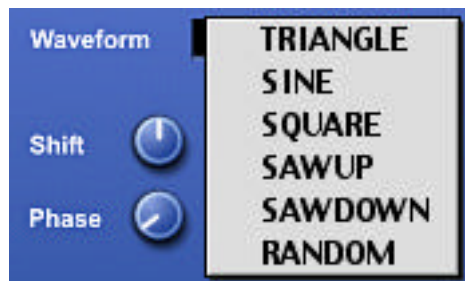 Waveform
TRIANGLE
SINE
SQUARE
SAWUP
SAWDOWN
RANDOM
Shift
Phase